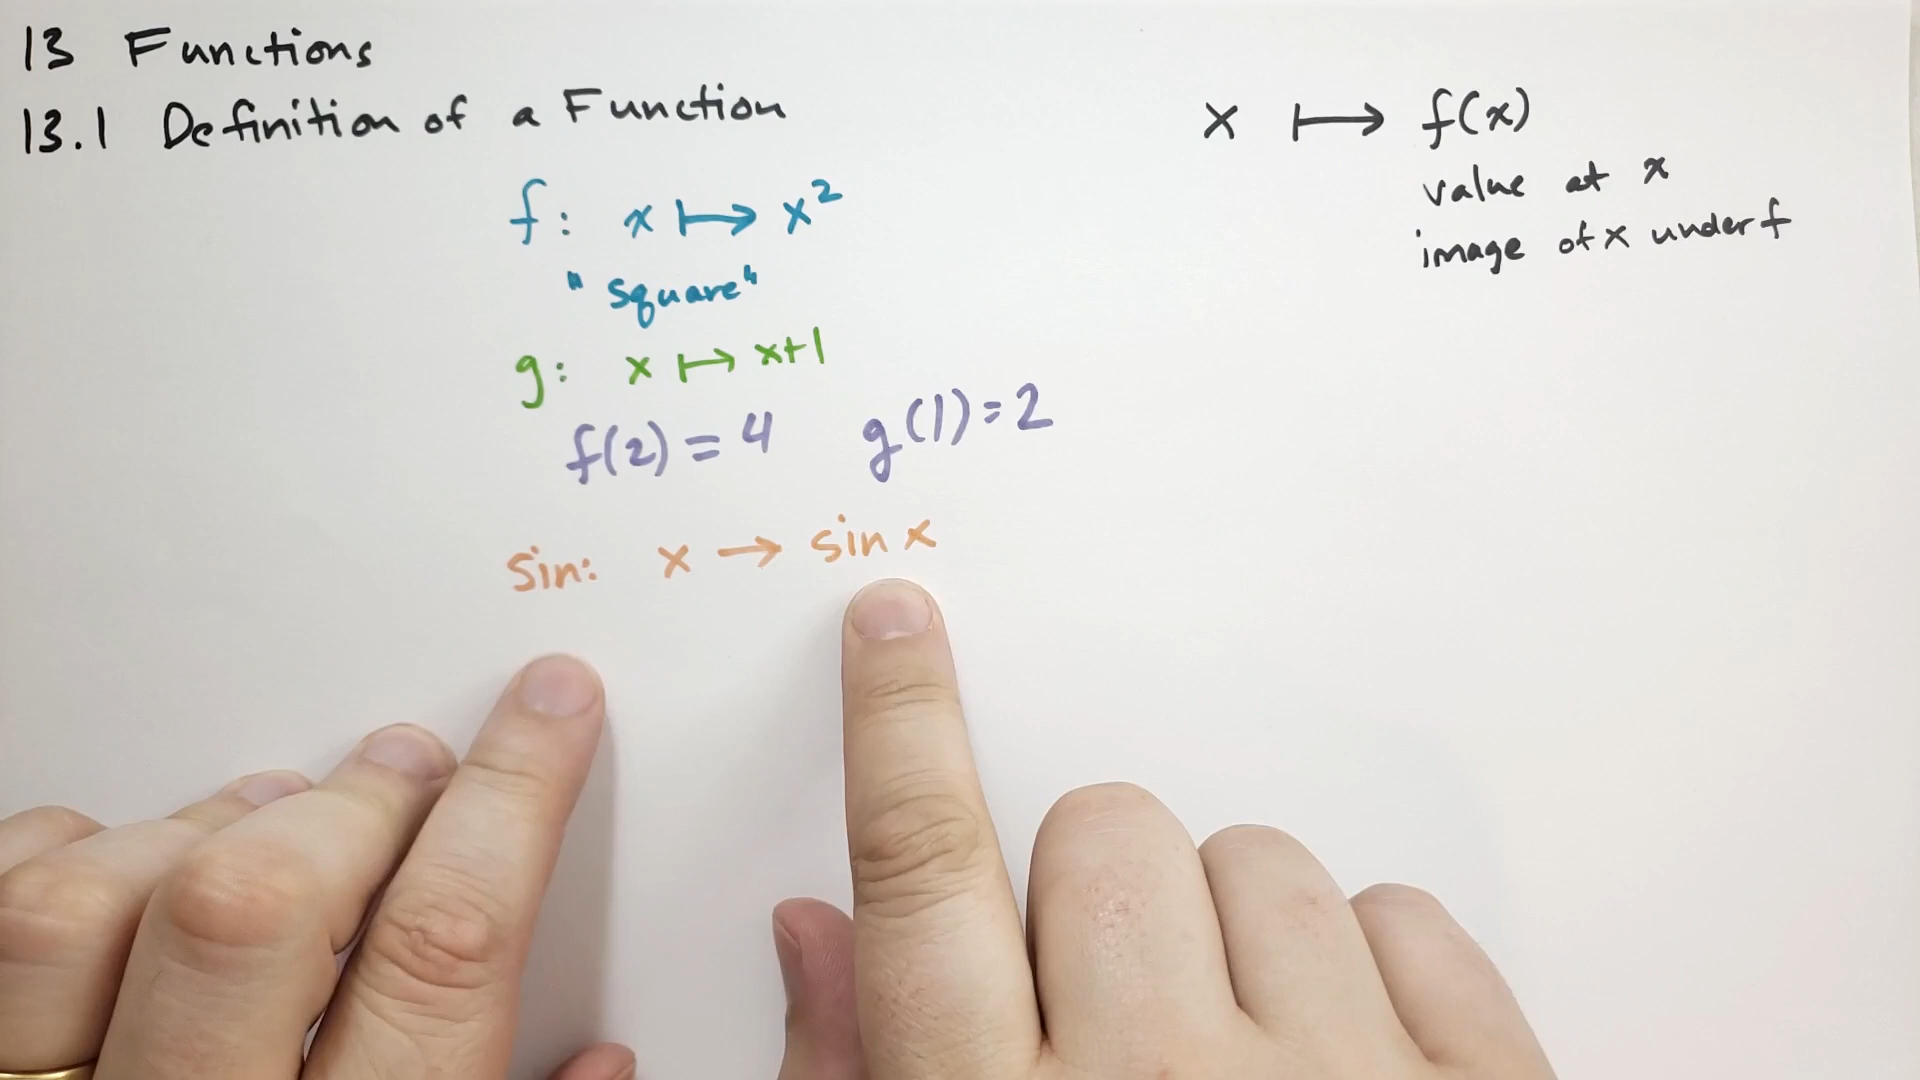 13 Functions
13.1 Definition of a Function
f: x ↦ x²
"square"
g: x ↦ x+1
f(2) = 4 g(1)=2
sin: x → sin x
x ↦ f(x)
value at x
image of x under f